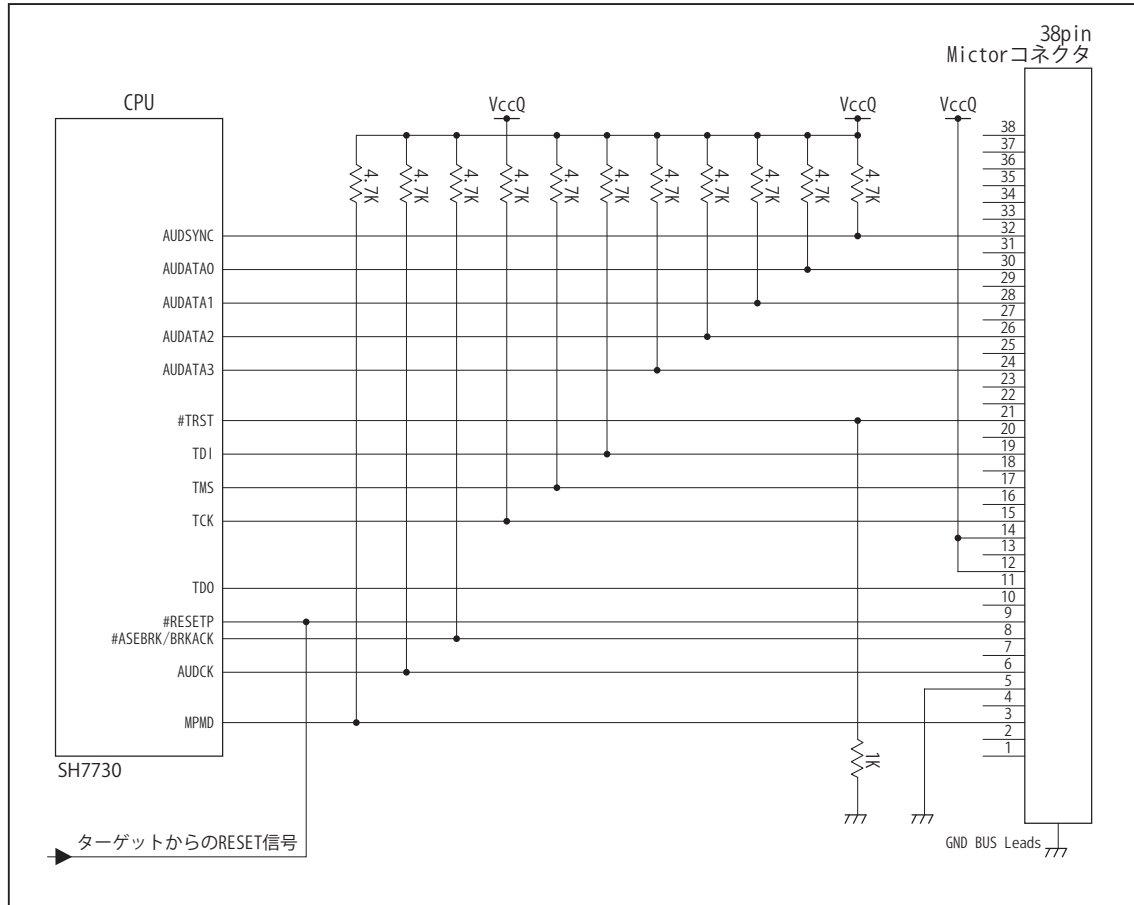 38pin
Mictorコネクタ
CPU
VccQ
VccQ
VccQ
4.7K
4.7K
4.7K
4.7K
4.7K
4.7K
4.7K
4.7K
4.7K
4.7K
4.7K
38
37
36
35
34
33
32
31
30
29
28
27
26
25
24
23
22
21
20
19
18
17
16
15
14
13
12
11
10
9
8
7
6
5
4
3
2
1
AUDSYNC
AUDATA0
AUDATA1
AUDATA2
AUDATA3
#TRST
TDI
TMS
TCK
TDO
#RESETP
#ASEBRK/BRKACK
AUDCK
MPMD
1K
SH7730
ターゲットからのRESET信号
GND BUS Leads